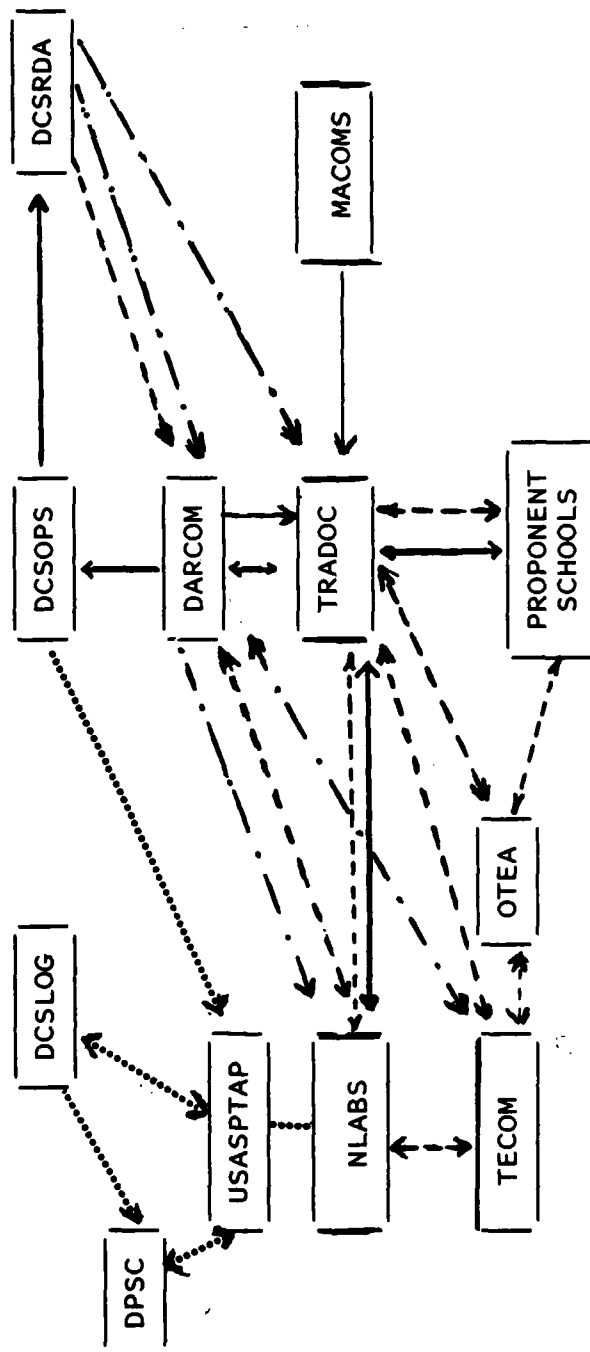 DCSLOG
DCSOPS
DCSRDA
DPSC
USASPTAP
DARCOM
NLABS
TRADOC
MACOMS
TECOM
OTEA
PROPONENT
SCHOOLS